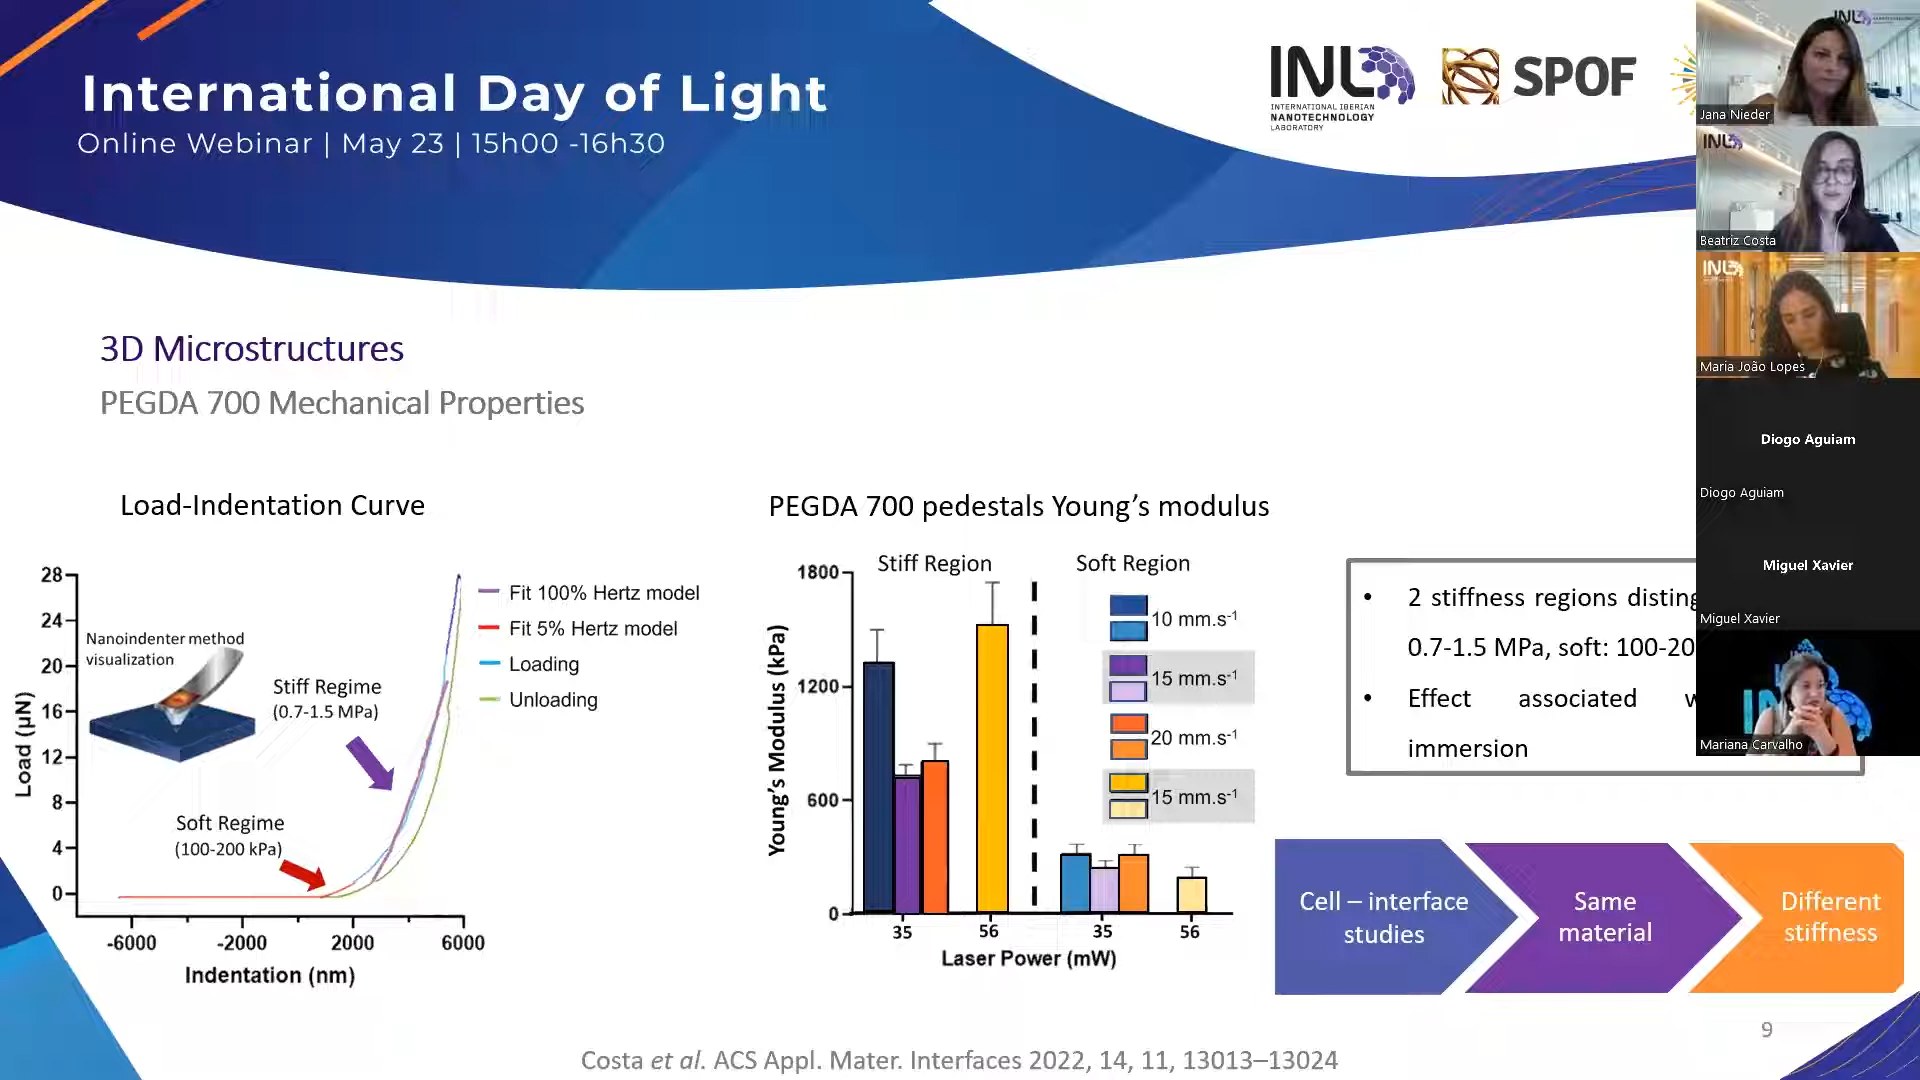 International Day of Light
Online Webinar | May 23 | 15h00 -16h30
INL
INTERNATIONAL IBERIAN
NANOTECHNOLOGY
LABORATORY
SPOF
3D Microstructures
PEGDA 700 Mechanical Properties
Load-Indentation Curve
28
24
20
16
12
8
4
0
Load (µN)
-6000
-2000
2000
6000
Indentation (nm)
Nanoindenter method
visualization
Stiff Regime
(0.7-1.5 MPa)
Soft Regime
(100-200 kPa)
Fit 100% Hertz model
Fit 5% Hertz model
Loading
Unloading
PEGDA 700 pedestals Young’s modulus
Stiff Region
Soft Region
1800
1200
600
0
Young’s Modulus (kPa)
10 mm.s-1
15 mm.s-1
20 mm.s-1
15 mm.s-1
35
56
35
56
Laser Power (mW)
• 2 stiffness regions disting
0.7-1.5 MPa, soft: 100-20
• Effect associated w
immersion
Cell – interface
studies
Same
material
Different
stiffness
9
Costa et al. ACS Appl. Mater. Interfaces 2022, 14, 11, 13013–13024
Jana Nieder
INL
Beatriz Costa
INL
Maria João Lopes
Diogo Aguiam
Diogo Aguiam
Miguel Xavier
Miguel Xavier
Mariana Carvalho